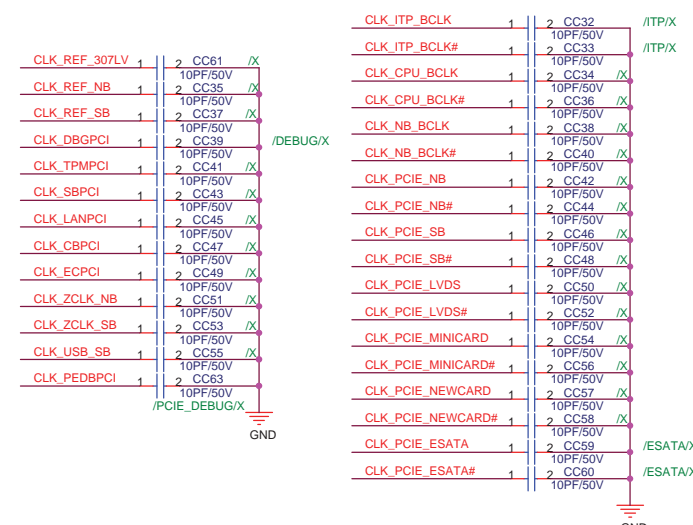 CLK_REF_307LV 1 2 CC61 /X
10PF/50V
CLK_REF_NB 1 2 CC35 /X
10PF/50V
CLK_REF_SB 1 2 CC37 /X
10PF/50V
CLK_DBGPCI 1 2 CC39 /DEBUG/X
10PF/50V
CLK_TPMPCI 1 2 CC41 /X
10PF/50V
CLK_SBPCI 1 2 CC43 /X
10PF/50V
CLK_LANPCI 1 2 CC45 /X
10PF/50V
CLK_CBPCI 1 2 CC47 /X
10PF/50V
CLK_ECPCI 1 2 CC49 /X
10PF/50V
CLK_ZCLK_NB 1 2 CC51 /X
10PF/50V
CLK_ZCLK_SB 1 2 CC53 /X
10PF/50V
CLK_USB_SB 1 2 CC55 /X
10PF/50V
CLK_PEDBPCI 1 2 CC63
10PF/50V
/PCIE_DEBUG/X
GND
CLK_ITP_BCLK 1 2 CC32 /ITP/X
10PF/50V
CLK_ITP_BCLK# 1 2 CC33 /ITP/X
10PF/50V
CLK_CPU_BCLK 1 2 CC34 /X
10PF/50V
CLK_CPU_BCLK# 1 2 CC36 /X
10PF/50V
CLK_NB_BCLK 1 2 CC38 /X
10PF/50V
CLK_NB_BCLK# 1 2 CC40 /X
10PF/50V
CLK_PCIE_NB 1 2 CC42 /X
10PF/50V
CLK_PCIE_NB# 1 2 CC44 /X
10PF/50V
CLK_PCIE_SB 1 2 CC46 /X
10PF/50V
CLK_PCIE_SB# 1 2 CC48 /X
10PF/50V
CLK_PCIE_LVDS 1 2 CC50 /X
10PF/50V
CLK_PCIE_LVDS# 1 2 CC52 /X
10PF/50V
CLK_PCIE_MINICARD 1 2 CC54 /X
10PF/50V
CLK_PCIE_MINICARD# 1 2 CC56 /X
10PF/50V
CLK_PCIE_NEWCARD 1 2 CC57 /X
10PF/50V
CLK_PCIE_NEWCARD# 1 2 CC58 /X
10PF/50V
CLK_PCIE_ESATA 1 2 CC59 /ESATA/X
10PF/50V
CLK_PCIE_ESATA# 1 2 CC60 /ESATA/X
10PF/50V
GND